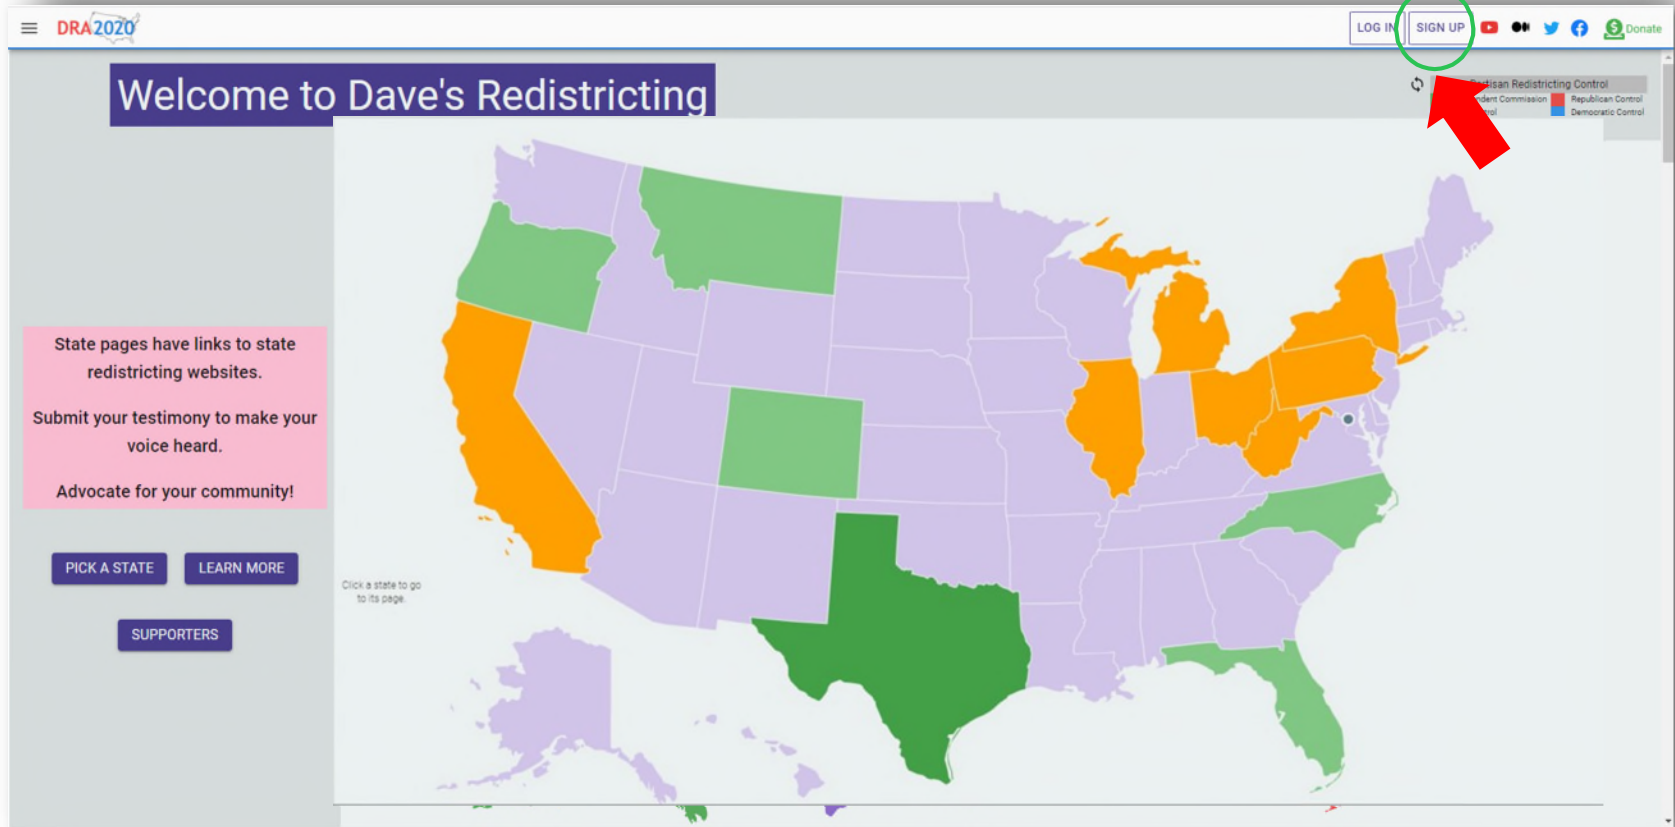 DRA2020
LOG IN
SIGN UP
Donate
Welcome to Dave's Redistricting
Partisan Redistricting Control
Commission
Republican Control
Democratic Control
State pages have links to state
redistricting websites.
Submit your testimony to make your
voice heard.
Advocate for your community!
PICK A STATE
LEARN MORE
SUPPORTERS
Click a state to go
to its page.